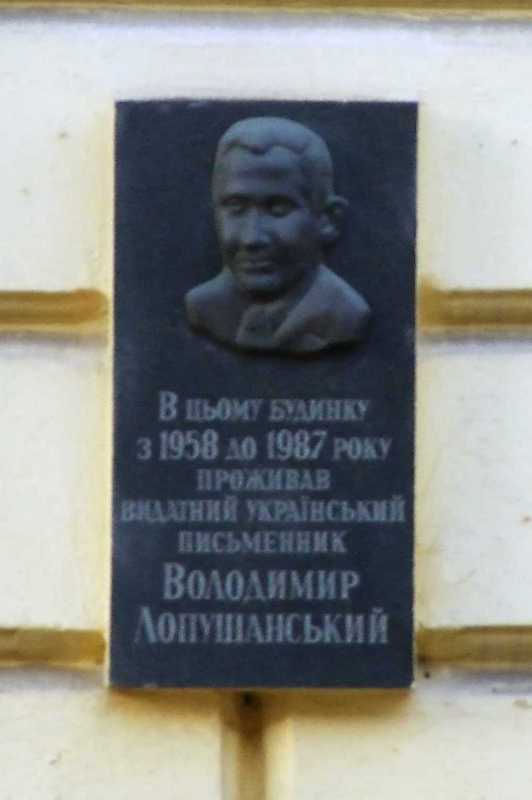 В цьому будинку
з 1958 до 1987 року
проживав
видатний український
письменник
Володимир
Лопушанський